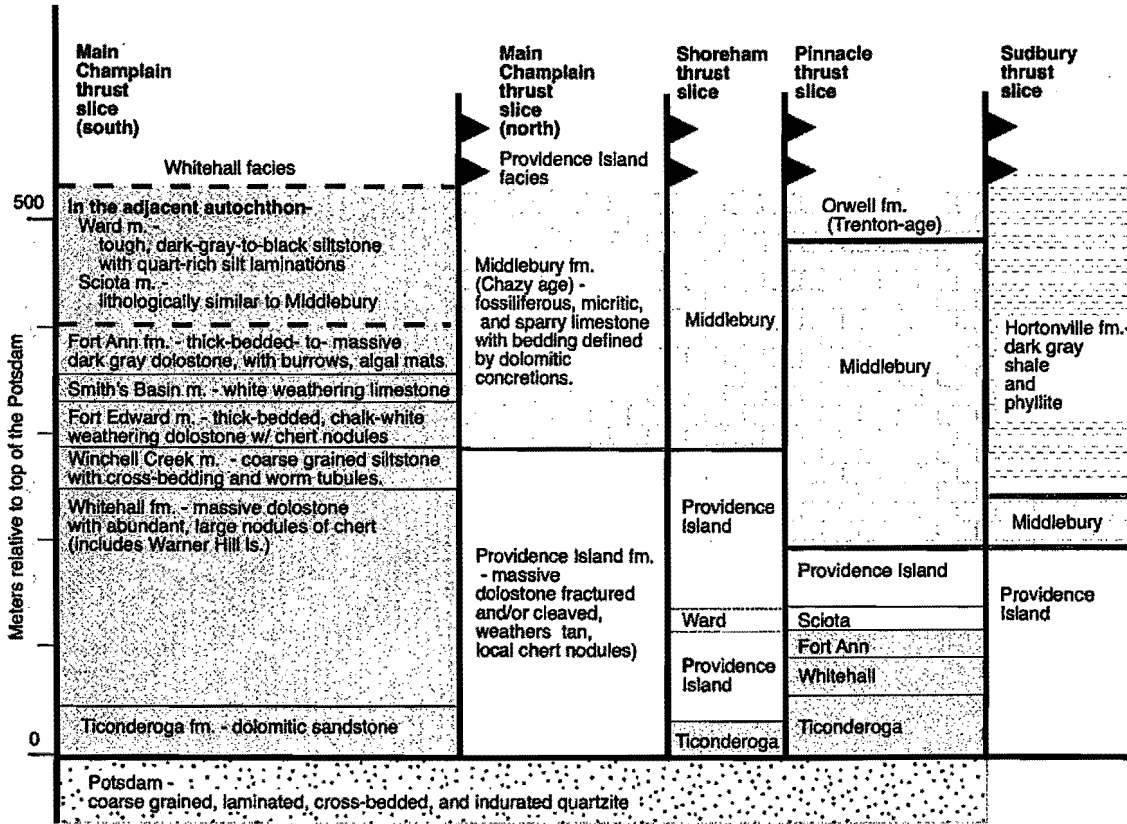 Main
Champlain
thrust
slice
(south)
Main
Champlain
thrust
slice
(north)
Shoreham
thrust
slice
Pinnacle
thrust
slice
Sudbury
thrust
slice
Meters relative to top of the Potsdam
500
0
Whitehall facies
In the adjacent autochthon-
Ward m. -
tough, dark-gray-to-black siltstone
with quart-rich silt laminations
Sciota m. -
lithologically similar to Middlebury
Fort Ann fm. - thick-bedded- to- massive
dark gray dolostone, with burrows, algal mats
Smith's Basin m. - white weathering limestone
Fort Edward m. - thick-bedded, chalk-white
weathering dolostone w/ chert nodules
Winchell Creek m. - coarse grained siltstone
with cross-bedding and worm tubules.
Whitehall fm. - massive dolostone
with abundant, large nodules of chert
(includes Warner Hill ls.)
Ticonderoga fm. - dolomitic sandstone
Providence Island
facies
Middlebury fm.
(Chazy age) -
fossiliferous, micritic,
and sparry limestone
with bedding defined
by dolomitic
concretions.
Providence Island fm.
- massive
dolostone fractured
and/or cleaved,
weathers tan,
local chert nodules)
Middlebury
Providence
Island
Ward
Providence
Island
Ticonderoga
Orwell fm.
(Trenton-age)
Middlebury
Providence Island
Sciota
Fort Ann
Whitehall
Ticonderoga
Hortonville fm.-
dark gray
shale
and
phyllite
Middlebury
Providence
Island
Potsdam -
coarse grained, laminated, cross-bedded, and indurated quartzite